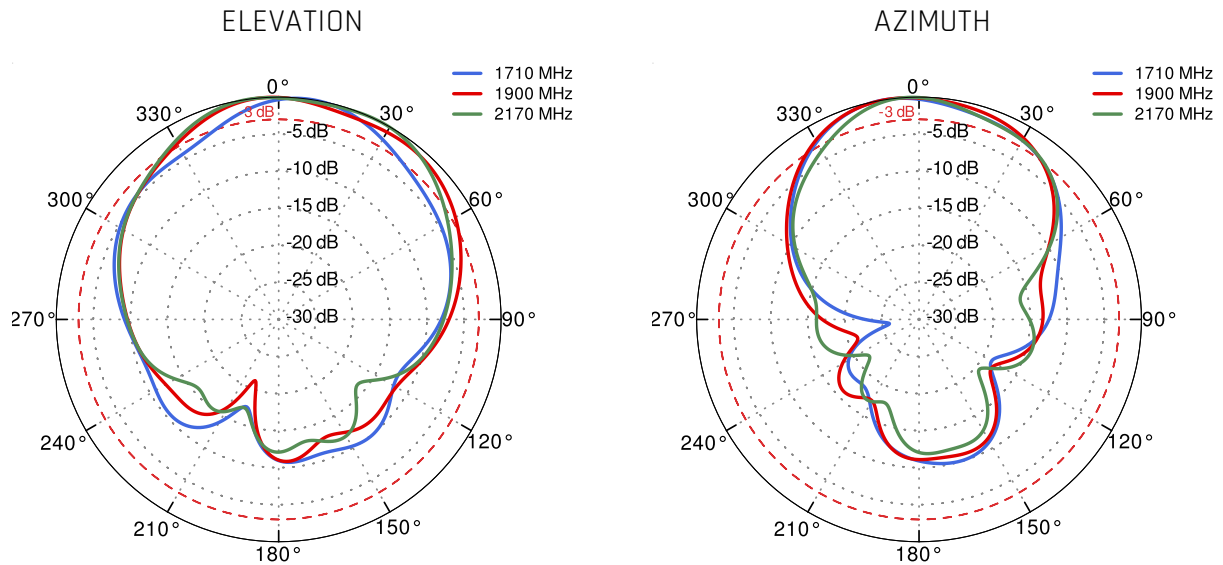 ELEVATION
1710 MHz
1900 MHz
2170 MHz
0°
330°
30°
3 dB
-5 dB
-10 dB
300°
60°
-15 dB
-20 dB
-25 dB
-30 dB
270°
90°
240°
120°
210°
150°
180°
AZIMUTH
1710 MHz
1900 MHz
2170 MHz
0°
330°
30°
-3 dB
-5 dB
-10 dB
300°
60°
-15 dB
-20 dB
-25 dB
-30 dB
270°
90°
240°
120°
210°
150°
180°